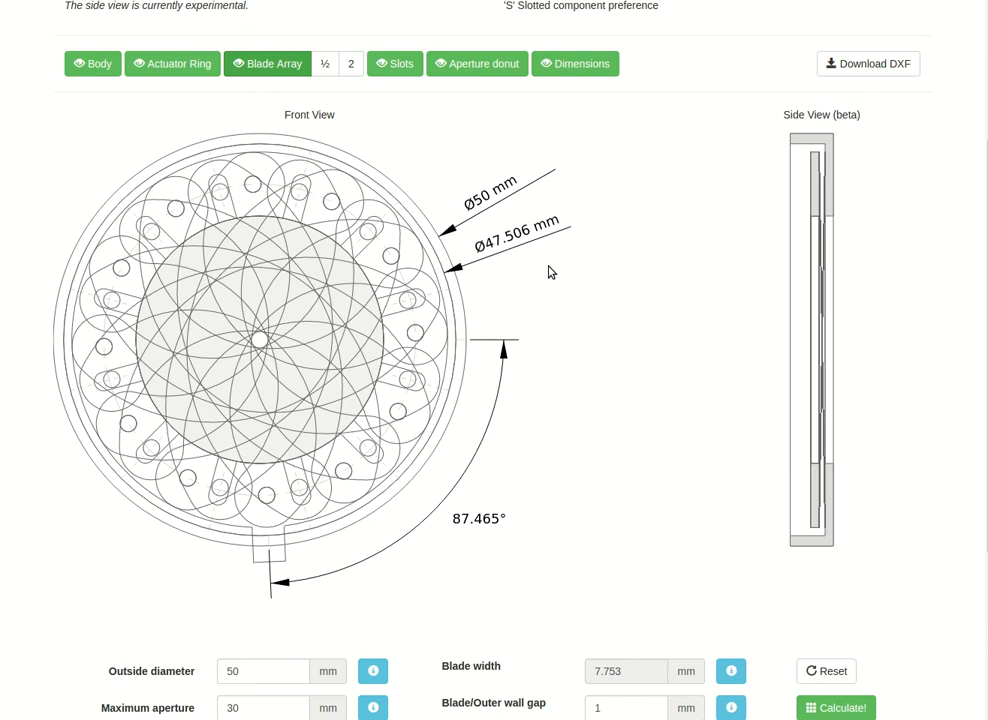 The side view is currently experimental.
'S' Slotted component preference
Body Actuator Ring Blade Array ½ 2 Slots Aperture donut Dimensions Download DXF
Front View
Side View (beta)
Ø50 mm
Ø47.506 mm
87.465°
Outside diameter 50 mm Blade width 7.753 mm Reset
Maximum aperture 30 mm Blade/Outer wall gap 1 mm Calculate!